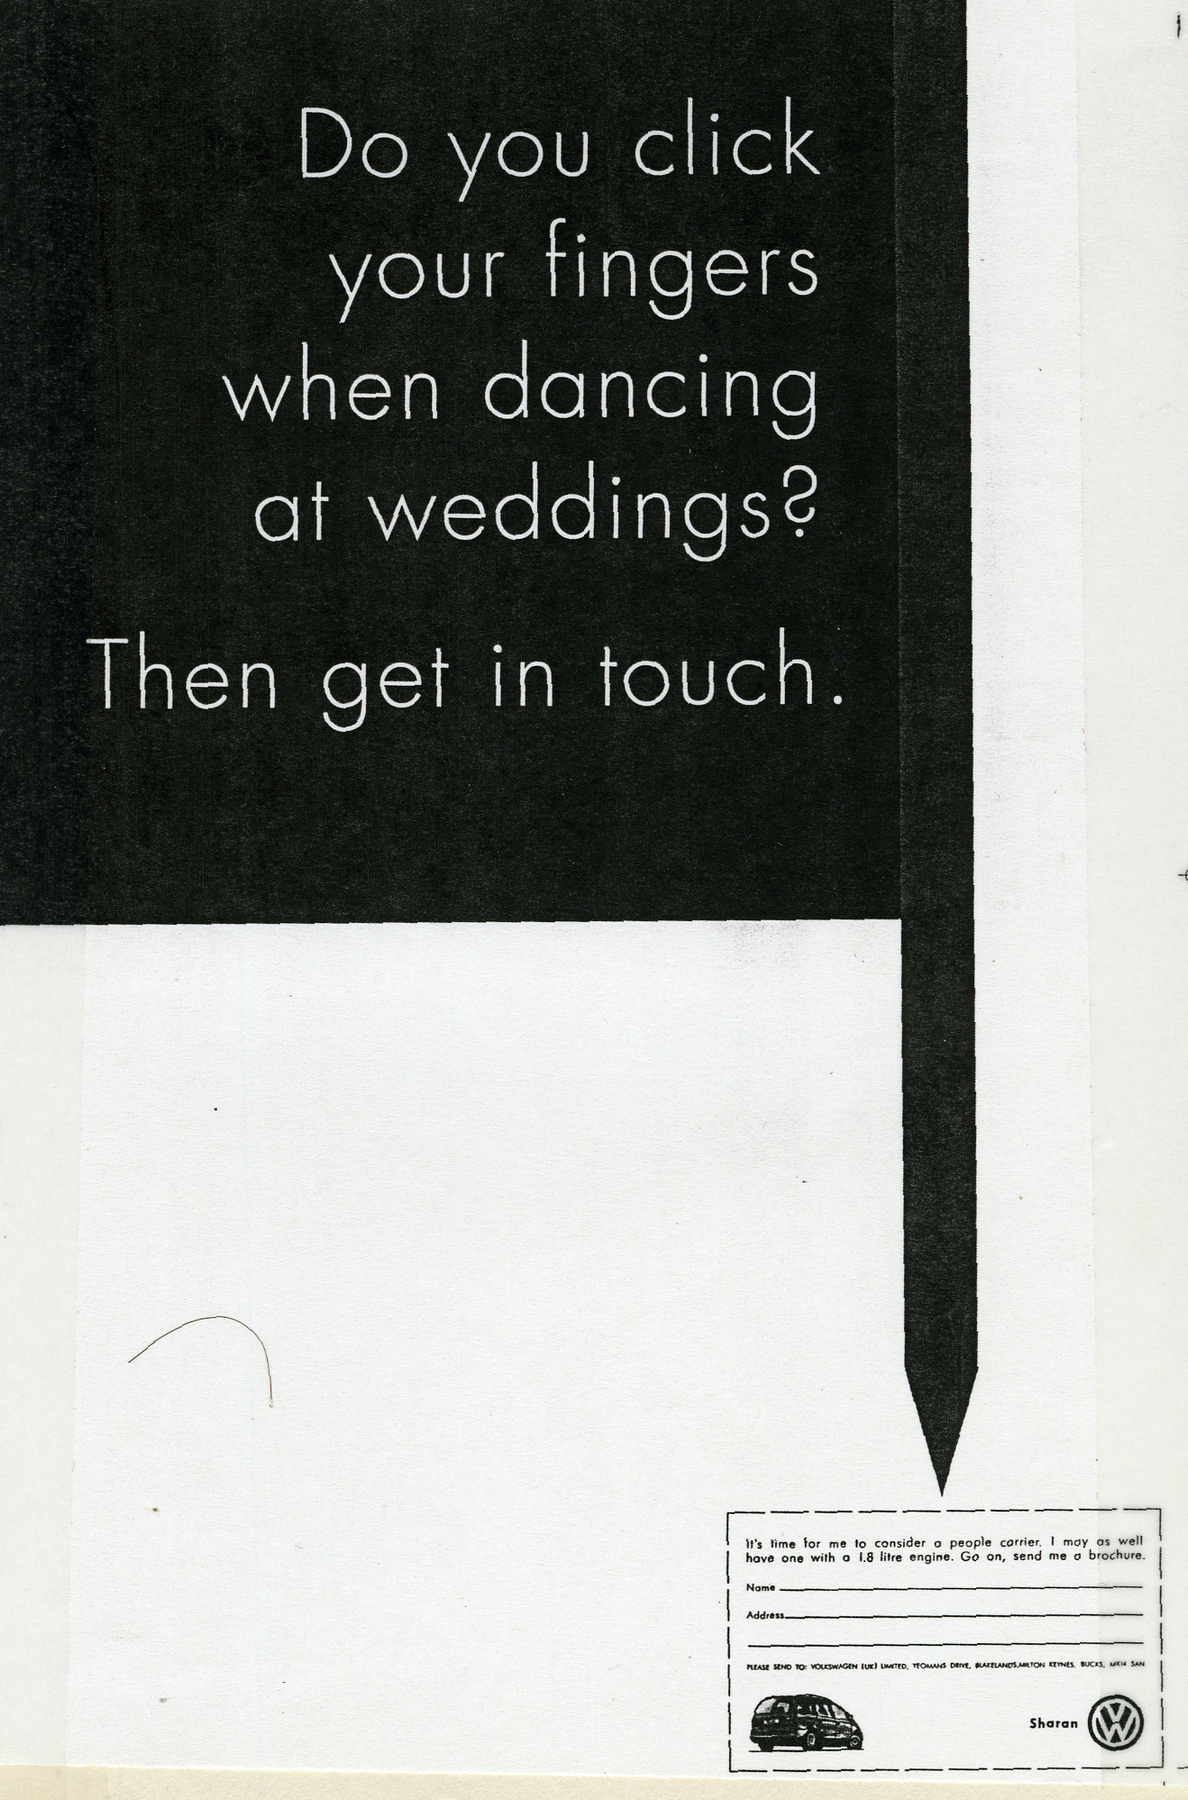 Do you click
your fingers
when dancing
at weddings?
Then get in touch.
It's time for me to consider a people carrier. I may as well
have one with a 1.8 litre engine. Go on, send me a brochure.
Name
Address
PLEASE SEND TO: VOLKSWAGEN (UK) LIMITED, YEOMANS DRIVE, BLAKELANDS, MILTON KEYNES, BUCKS, MK14 5AN
Sharan